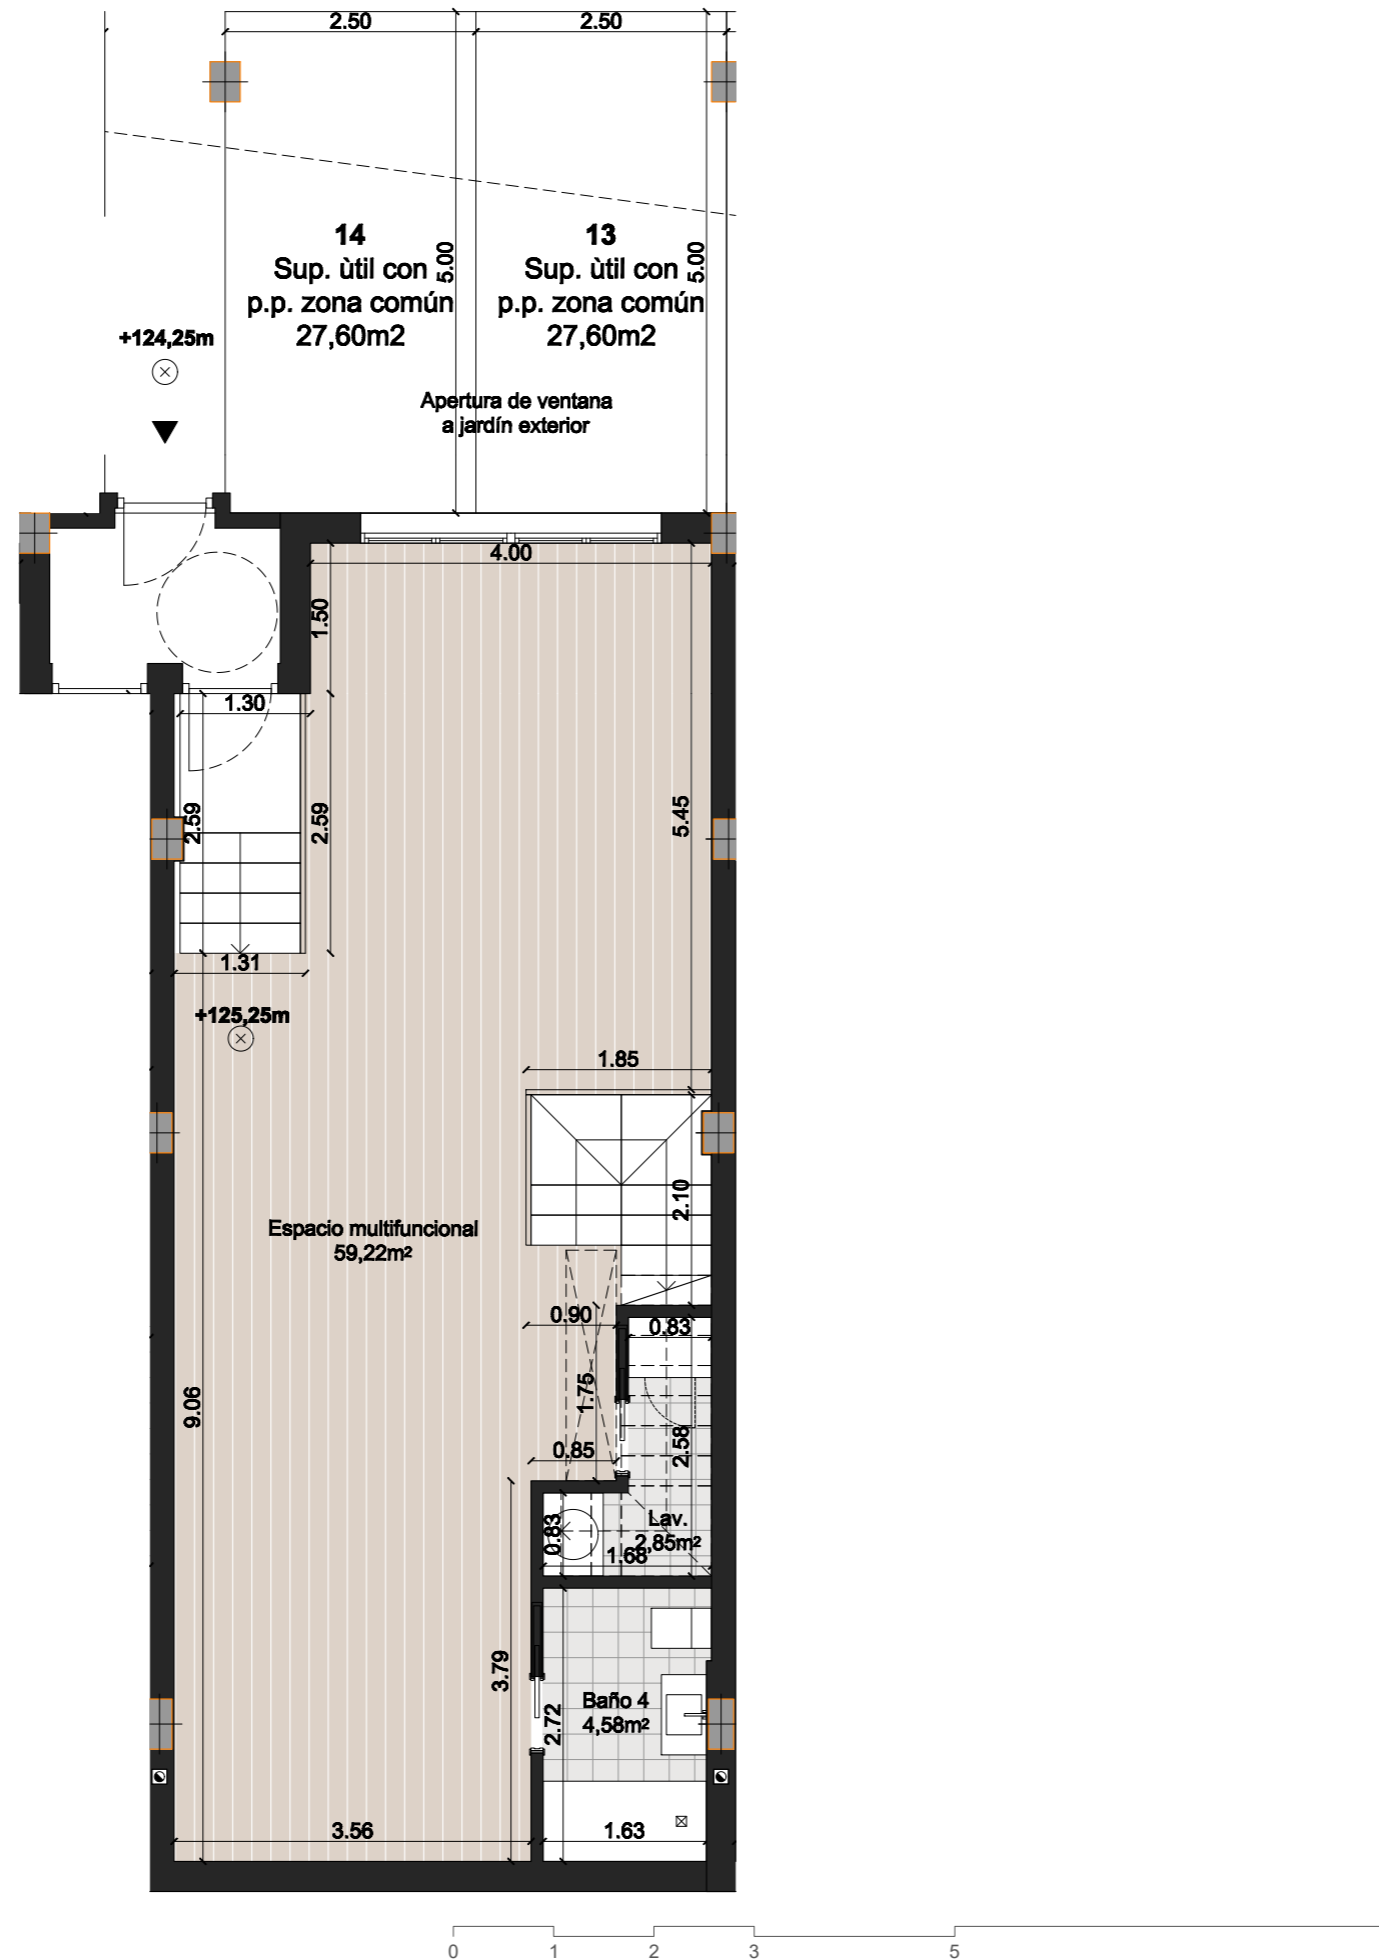 2.50
2.50
14
Sup. ùtil con
p.p. zona común
27,60m2
5.00
13
Sup. ùtil con
p.p. zona común
27,60m2
5.00
+124,25m
Apertura de ventana
a jardín exterior
4.00
1.50
1.30
2.59
2.59
5.45
1.31
+125,25m
1.85
2.10
Espacio multifuncional
59,22m²
0.90
0.83
1.75
9.06
0.85
2.58
0.83
Lav.
2,85m²
1.68
3.79
Baño 4
4,58m²
2.72
3.56
1.63
0
1
2
3
5